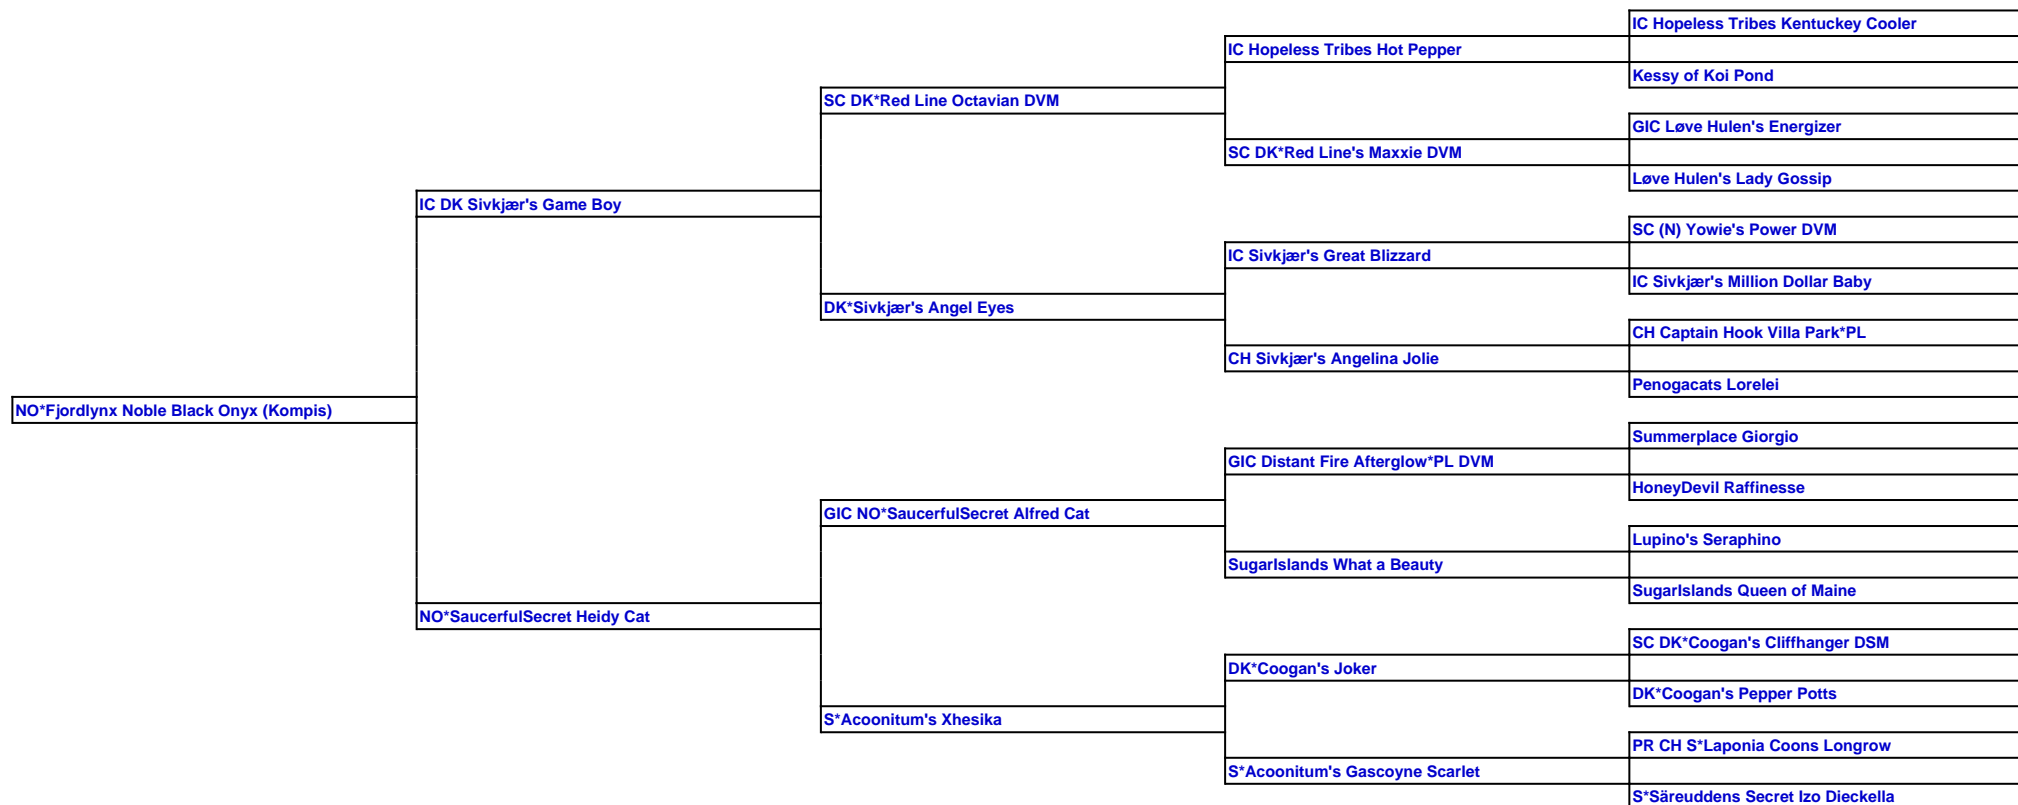 IC Hopeless Tribes Kentuckey Cooler
IC Hopeless Tribes Hot Pepper
Kessy of Koi Pond
SC DK*Red Line Octavian DVM
GIC Løve Hulen's Energizer
SC DK*Red Line's Maxxie DVM
Løve Hulen's Lady Gossip
IC DK Sivkjær's Game Boy
SC (N) Yowie's Power DVM
IC Sivkjær's Great Blizzard
IC Sivkjær's Million Dollar Baby
DK*Sivkjær's Angel Eyes
CH Captain Hook Villa Park*PL
CH Sivkjær's Angelina Jolie
Penogacats Lorelei
NO*Fjordlynx Noble Black Onyx (Kompis)
Summerplace Giorgio
GIC Distant Fire Afterglow*PL DVM
HoneyDevil Raffinesse
GIC NO*SaucerfulSecret Alfred Cat
Lupino's Seraphino
SugarIslands What a Beauty
SugarIslands Queen of Maine
NO*SaucerfulSecret Heidy Cat
SC DK*Coogan's Cliffhanger DSM
DK*Coogan's Joker
DK*Coogan's Pepper Potts
S*Acoonitum's Xhesika
PR CH S*Laponia Coons Longrow
S*Acoonitum's Gascoyne Scarlet
S*Säreuddens Secret Izo Dieckella